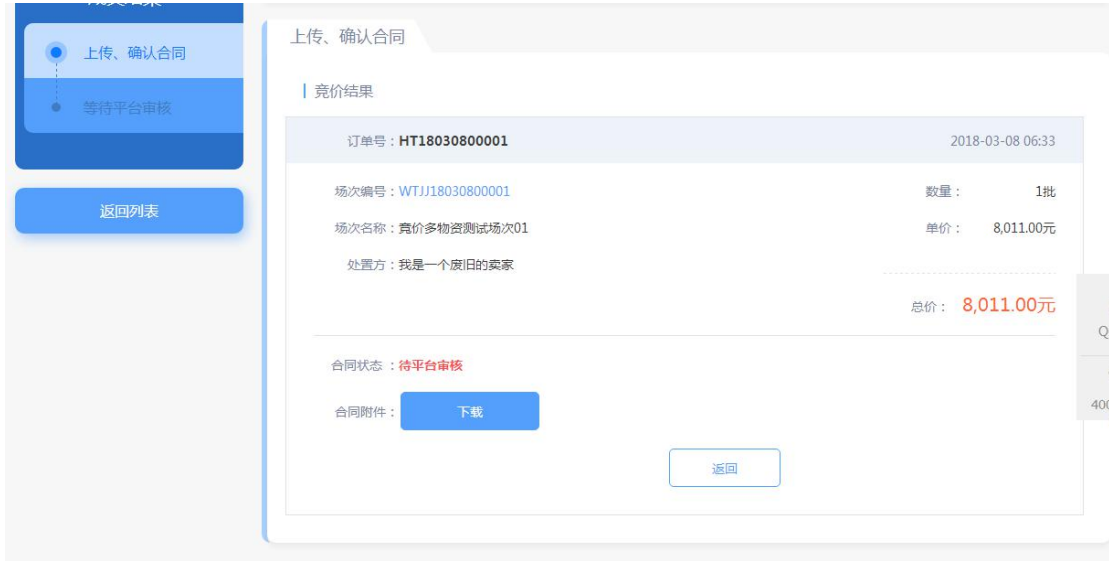 上传、确认合同
等待平台审核
返回列表
上传、确认合同
竞价结果
订单号：HT18030800001 2018-03-08 06:33
场次编号：WTJJ18030800001 数量： 1批
场次名称：竞价多物资测试场次01 单价： 8,011.00元
处置方：我是一个废旧的卖家
总价： 8,011.00元
合同状态 ：待平台审核
合同附件： 下载
返回
Q
400